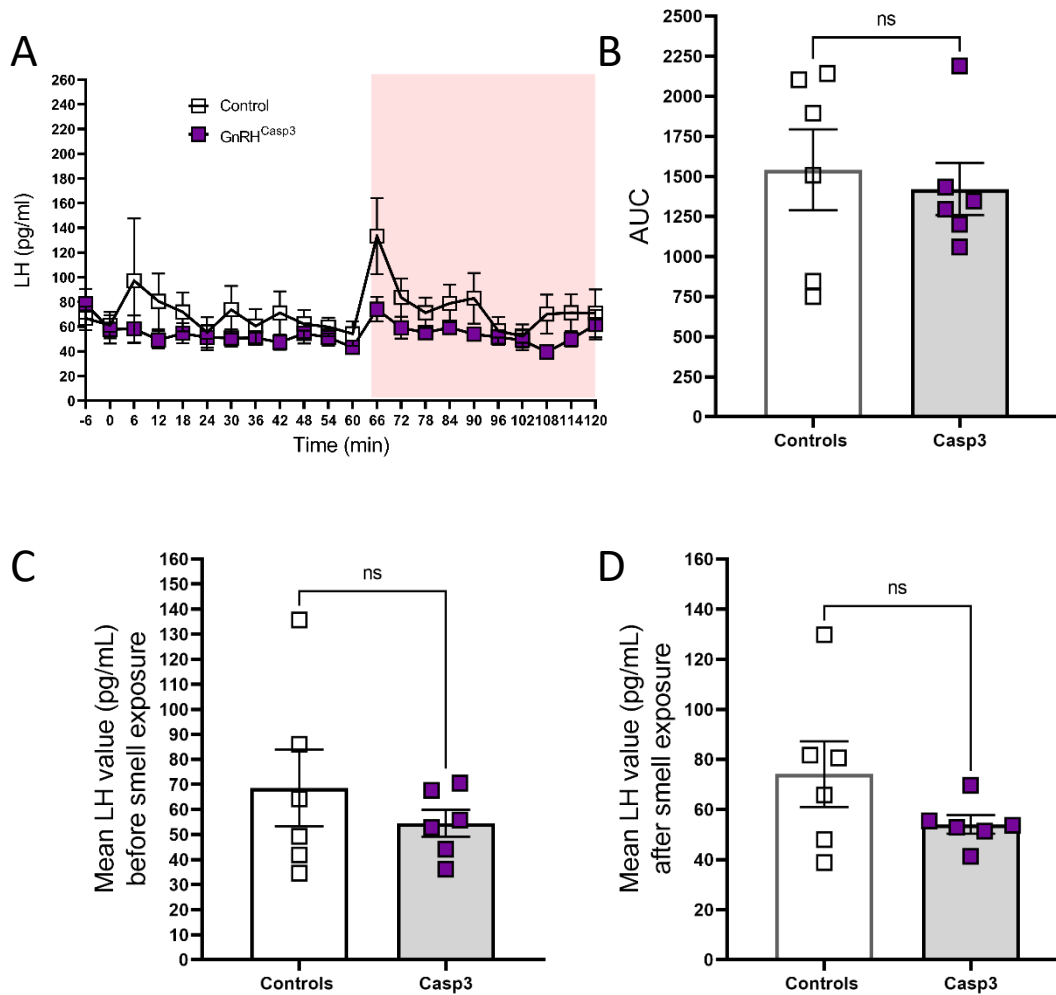 A
260
240
220
200
180
160
140
120
100
80
60
40
20
0
LH (pg/ml)
Control
GnRH^Casp3
-6 0 6 12 18 24 30 36 42 48 54 60 66 72 78 84 90 96 102 108 114 120
Time (min)
B
ns
2500
2250
2000
1750
1500
1250
1000
750
500
250
0
AUC
Controls Casp3
C
ns
160
150
140
130
120
110
100
90
80
70
60
50
40
30
20
10
0
Mean LH value (pg/mL)
before smell exposure
Controls Casp3
D
ns
160
140
120
100
80
60
40
20
0
Mean LH value (pg/mL)
after smell exposure
Controls Casp3